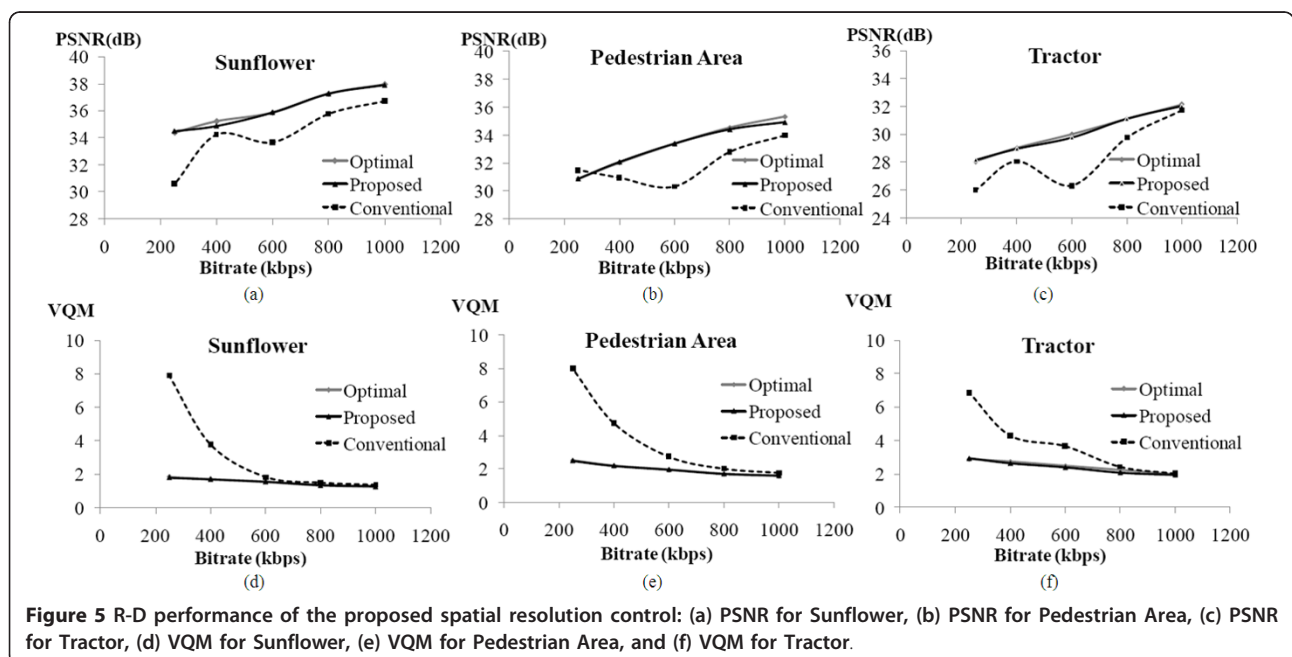 PSNR(dB)
Sunflower
40
38
36
34
32
30
28
0 200 400 600 800 1000 1200
Optimal
Proposed
Conventional
Bitrate (kbps)
(a)
PSNR(dB)
Pedestrian Area
40
38
36
34
32
30
28
0 200 400 600 800 1000 1200
Optimal
Proposed
Conventional
Bitrate (kbps)
(b)
PSNR(dB)
Tractor
36
34
32
30
28
26
24
0 200 400 600 800 1000 1200
Optimal
Proposed
Conventional
Bitrate (kbps)
(c)
VQM
Sunflower
10
8
6
4
2
0
0 200 400 600 800 1000 1200
Optimal
Proposed
Conventional
Bitrate (kbps)
(d)
VQM
Pedestrian Area
10
8
6
4
2
0
0 200 400 600 800 1000 1200
Optimal
Proposed
Conventional
Bitrate (kbps)
(e)
VQM
Tractor
10
8
6
4
2
0
0 200 400 600 800 1000 1200
Optimal
Proposed
Conventional
Bitrate (kbps)
(f)
Figure 5 R-D performance of the proposed spatial resolution control: (a) PSNR for Sunflower, (b) PSNR for Pedestrian Area, (c) PSNR
for Tractor, (d) VQM for Sunflower, (e) VQM for Pedestrian Area, and (f) VQM for Tractor.